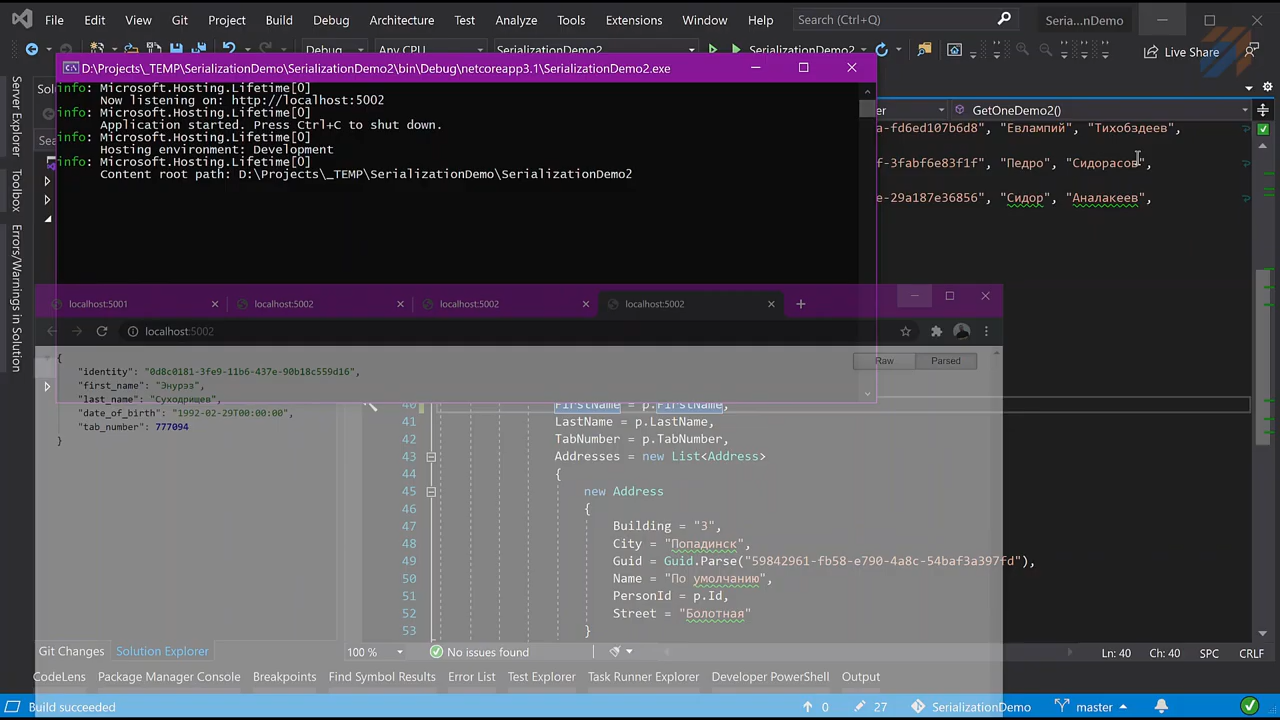 File Edit View Git Project Build Debug Architecture Test Analyze Tools Extensions Window Help Search (Ctrl+Q) Seria...nDemo
Debug Any CPU SerializationDemo2 SerializationDemo2 Live Share
D:\Projects\_TEMP\SerializationDemo\SerializationDemo2\bin\Debug\netcoreapp3.1\SerializationDemo2.exe
info: Microsoft.Hosting.Lifetime[0]
Now listening on: http://localhost:5002
info: Microsoft.Hosting.Lifetime[0]
Application started. Press Ctrl+C to shut down.
info: Microsoft.Hosting.Lifetime[0]
Hosting environment: Development
info: Microsoft.Hosting.Lifetime[0]
Content root path: D:\Projects\_TEMP\SerializationDemo\SerializationDemo2
GetOneDemo2()
a-fd6ed107b6d8", "Евлампий", "Тихобздеев",
f-3fabf6e83f1f", "Педро", "Сидорасов",
e-29a187e36856", "Сидор", "Аналакеев",
Server Explorer
Toolbox
Errors/Warnings in Solution
localhost:5001 localhost:5002 localhost:5002 localhost:5002
localhost:5002
Raw Parsed
{
"identity": "0d8c0181-3fe9-11b6-437e-90b18c559d16",
"first_name": "Энурэз",
"last_name": "Суходрищев",
"date_of_birth": "1992-02-29T00:00:00",
"tab_number": 777094
}
40 FirstName = p.FirstName,
41 LastName = p.LastName,
42 TabNumber = p.TabNumber,
43 Addresses = new List<Address>
44 {
45 new Address
46 {
47 Building = "3",
48 City = "Попадинск",
49 Guid = Guid.Parse("59842961-fb58-e790-4a8c-54baf3a397fd"),
50 Name = "По умолчанию",
51 PersonId = p.Id,
52 Street = "Болотная"
53 }
Git Changes Solution Explorer 100 % No issues found Ln: 40 Ch: 40 SPC CRLF
CodeLens Package Manager Console Breakpoints Find Symbol Results Error List Test Explorer Task Runner Explorer Developer PowerShell Output
Build succeeded 0 27 SerializationDemo master